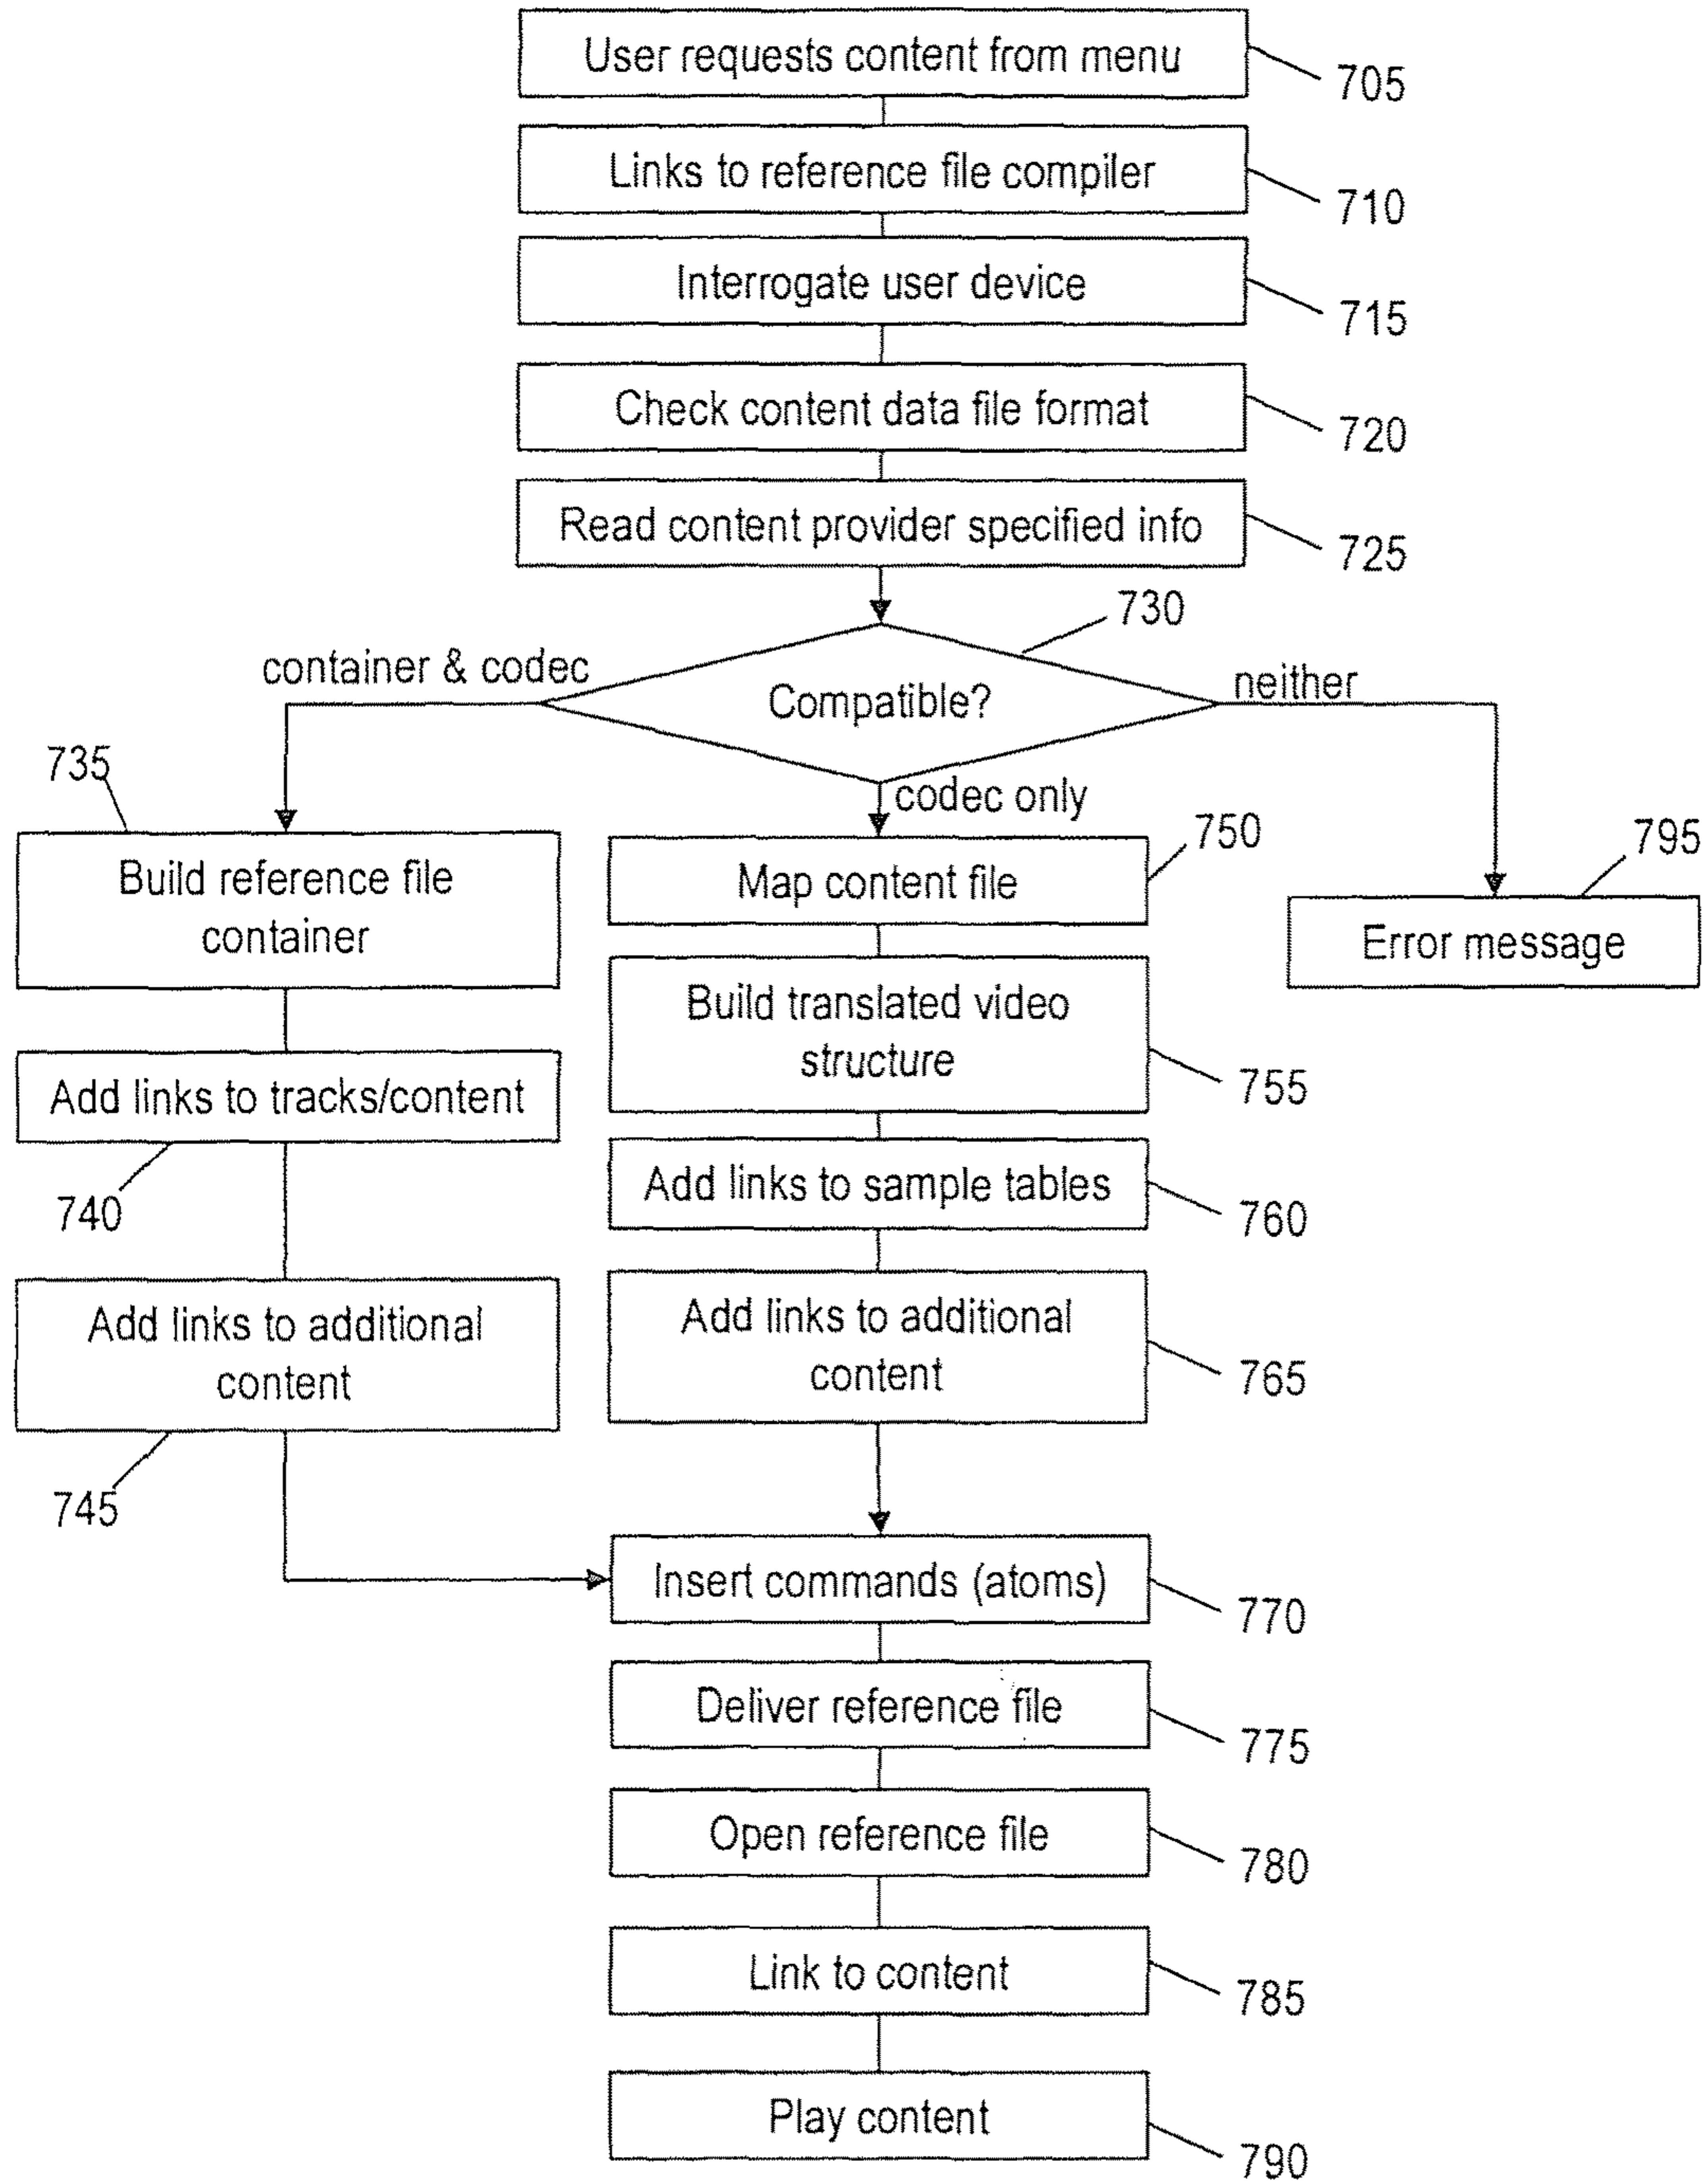 User requests content from menu
705
Links to reference file compiler
710
Interrogate user device
715
Check content data file format
720
Read content provider specified info
725
730
container & codec
Compatible?
neither
codec only
735
Build reference file
container
750
Map content file
795
Error message
Build translated video
structure
755
Add links to tracks/content
740
Add links to sample tables
760
Add links to additional
content
745
Add links to additional
content
765
Insert commands (atoms)
770
Deliver reference file
775
Open reference file
780
Link to content
785
Play content
790